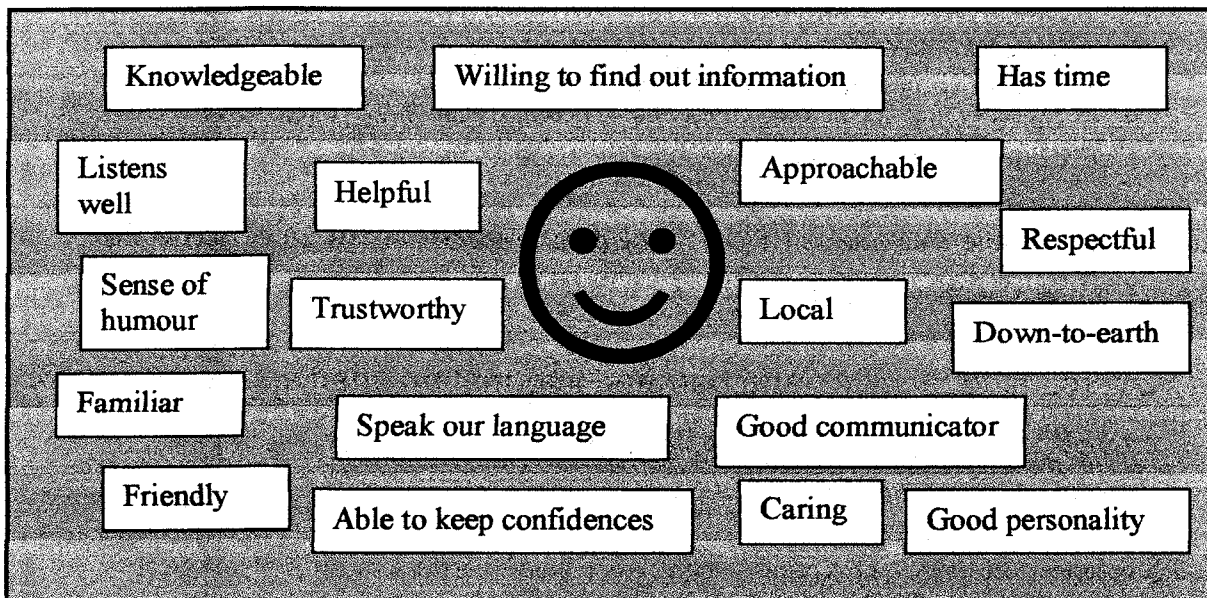 Knowledgeable
Willing to find out information
Has time
Listens
well
Helpful
Approachable
Respectful
Sense of
humour
Trustworthy
Local
Down-to-earth
Familiar
Speak our language
Good communicator
Friendly
Able to keep confidences
Caring
Good personality